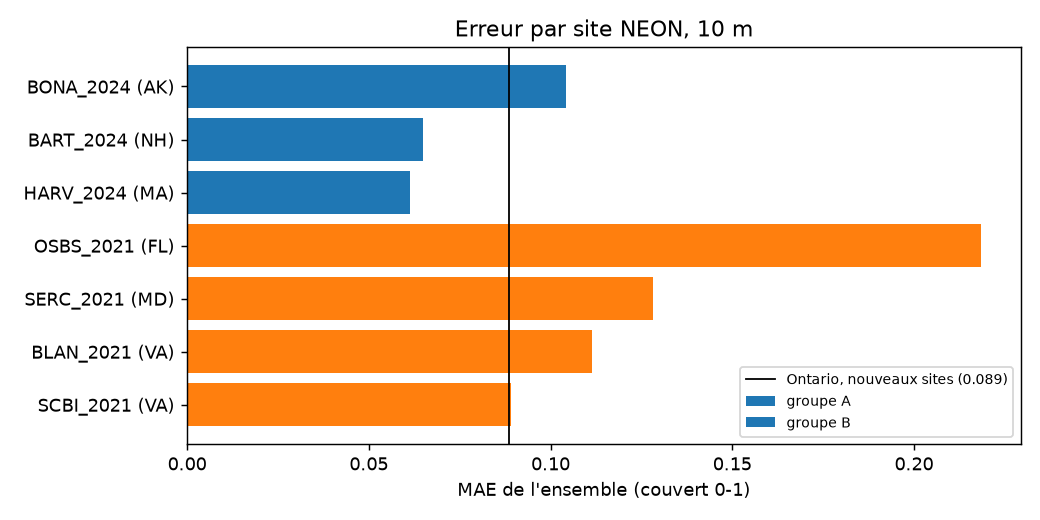 Erreur par site NEON, 10 m
BONA_2024 (AK)
BART_2024 (NH)
HARV_2024 (MA)
OSBS_2021 (FL)
SERC_2021 (MD)
BLAN_2021 (VA)
SCBI_2021 (VA)
Ontario, nouveaux sites (0.089)
groupe A
groupe B
0.00 0.05 0.10 0.15 0.20
MAE de l'ensemble (couvert 0-1)